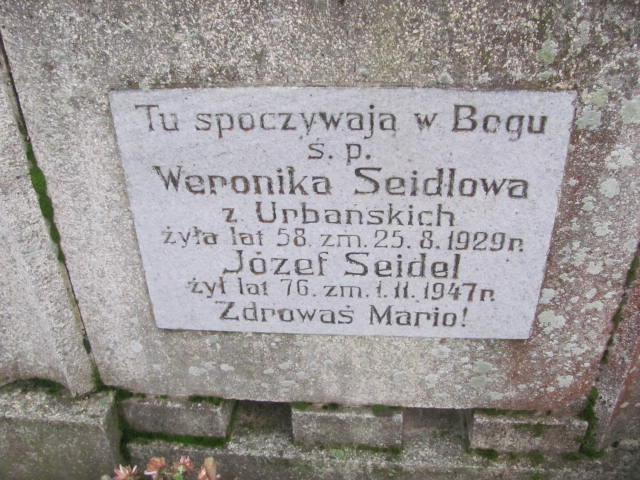 Tu spoczywają w Bogu
ś. p.
Weronika Seidlowa
z Urbańskich
żyła lat 58. zm. 25. 8. 1929 r.
Józef Seidel
żył lat 76. zm. 1. 11. 1947 r.
Zdrowaś Mario!